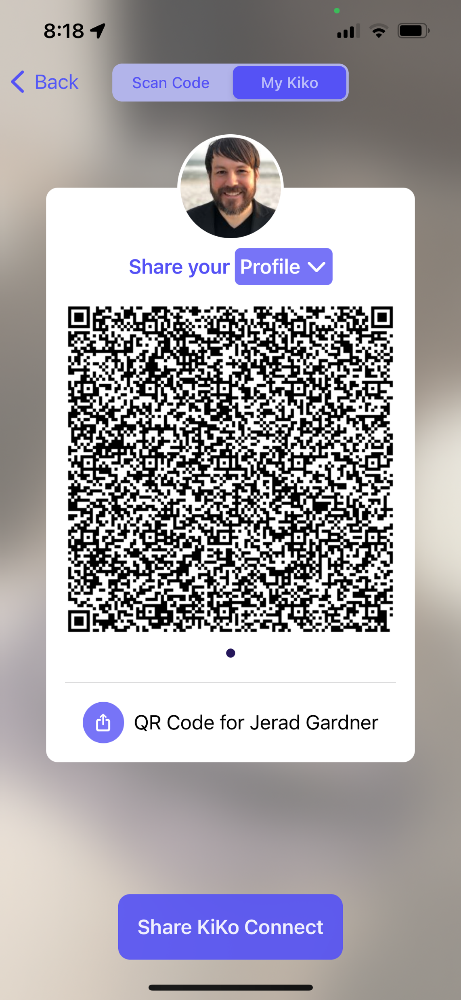 8:18
Back
Scan Code
My Kiko
Share your Profile
QR Code for Jerad Gardner
Share KiKo Connect